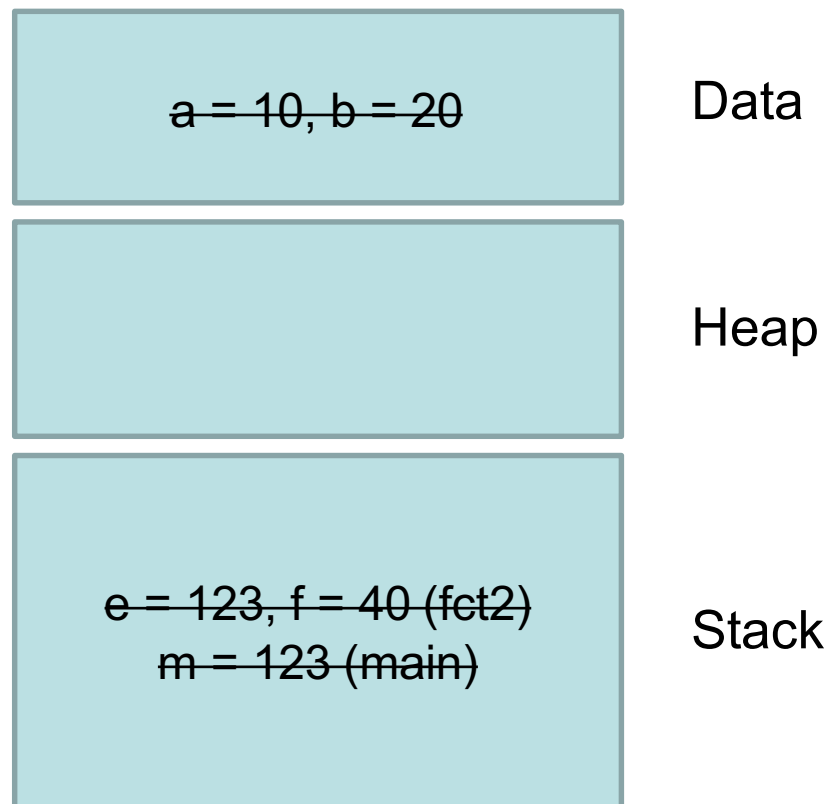 a = 10, b = 20
Data
Heap
e = 123, f = 40 (fct2)
m = 123 (main)
Stack